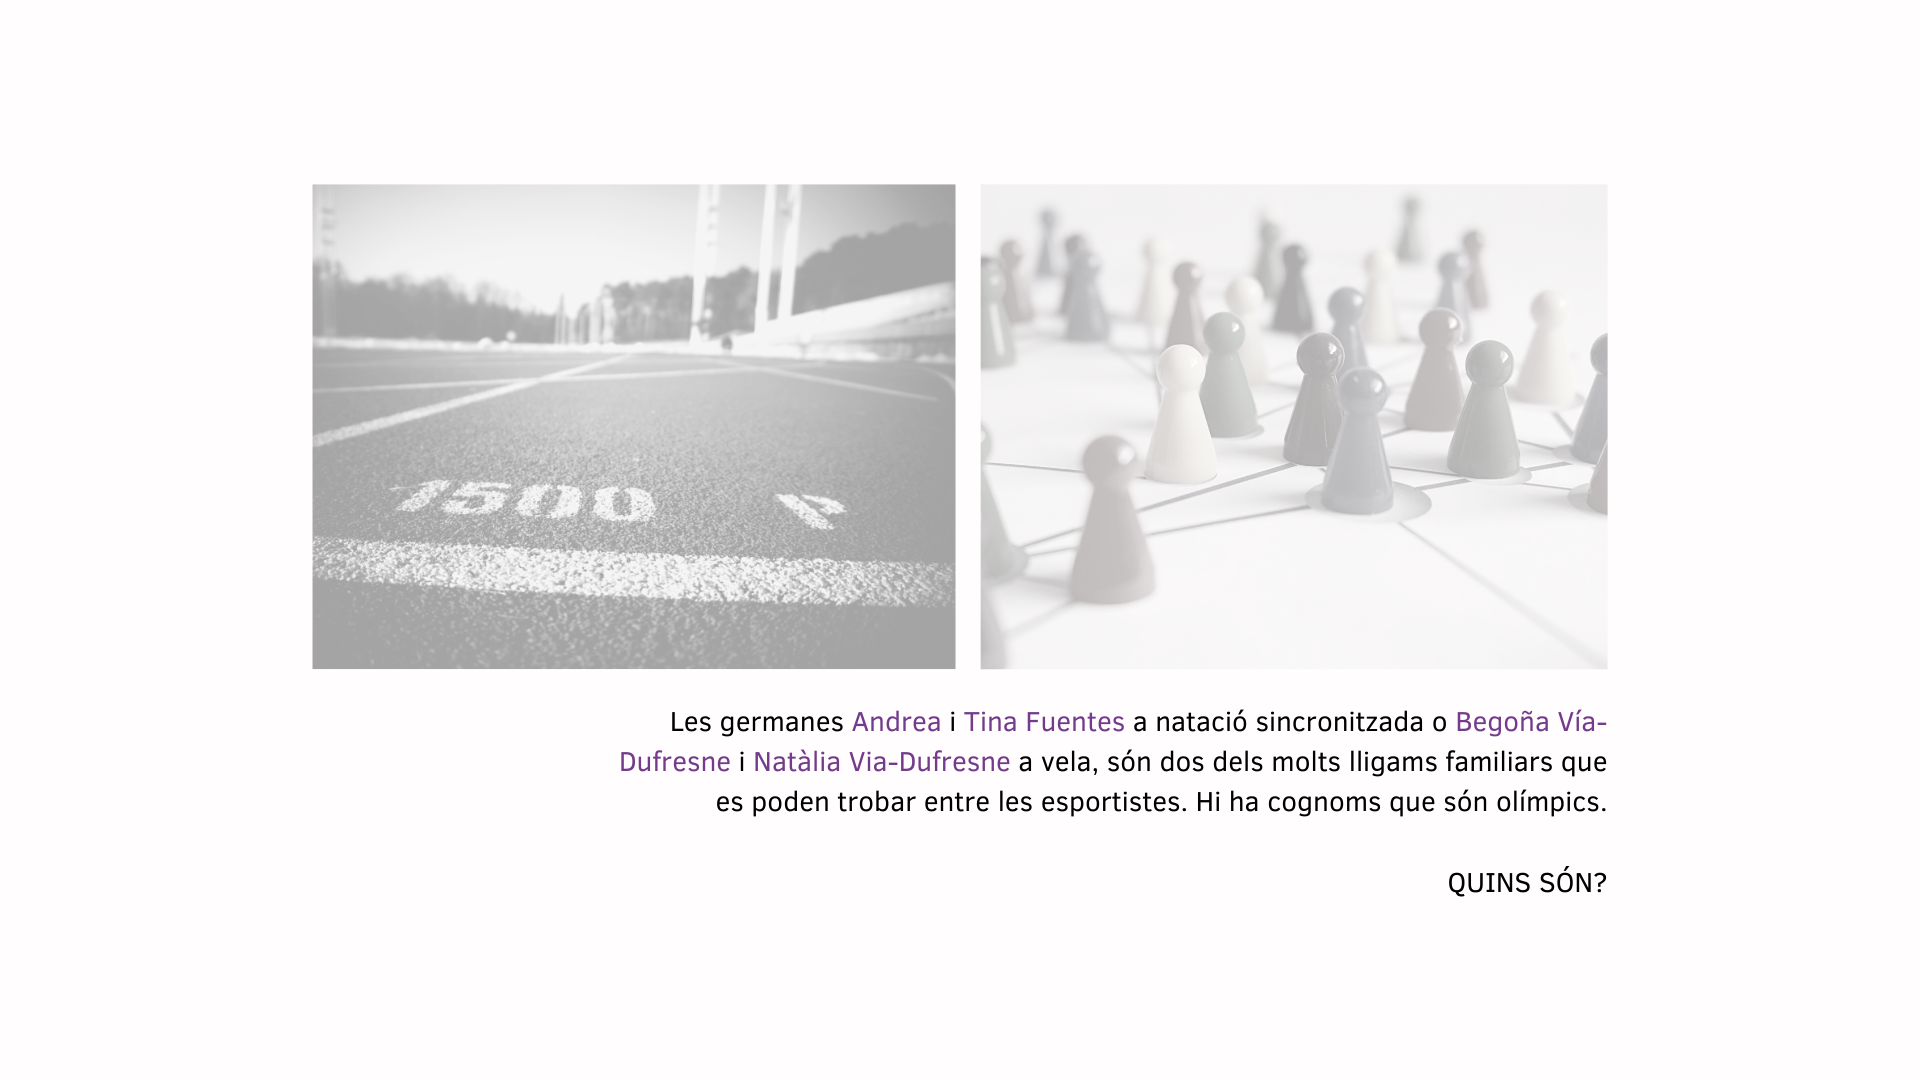 1500
Les germanes Andrea i Tina Fuentes a natació sincronitzada o Begoña Vía-
Dufresne i Natàlia Via-Dufresne a vela, són dos dels molts lligams familiars que
es poden trobar entre les esportistes. Hi ha cognoms que són olímpics.
QUINS SÓN?